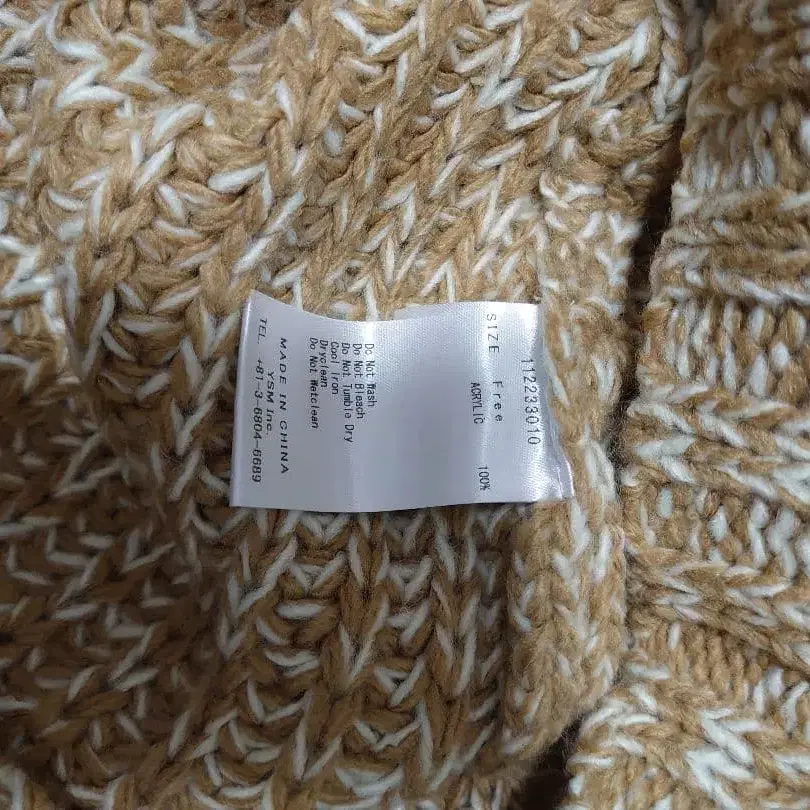 112233010
SIZE Free
ACRYLIC 100%
Do Not Wash
Do Not Bleach
Do Not Tumble Dry
Cool Iron
Dryclean
Do Not Wetclean
MADE IN CHINA
YSM Inc.
TEL. +81-3-6804-6689